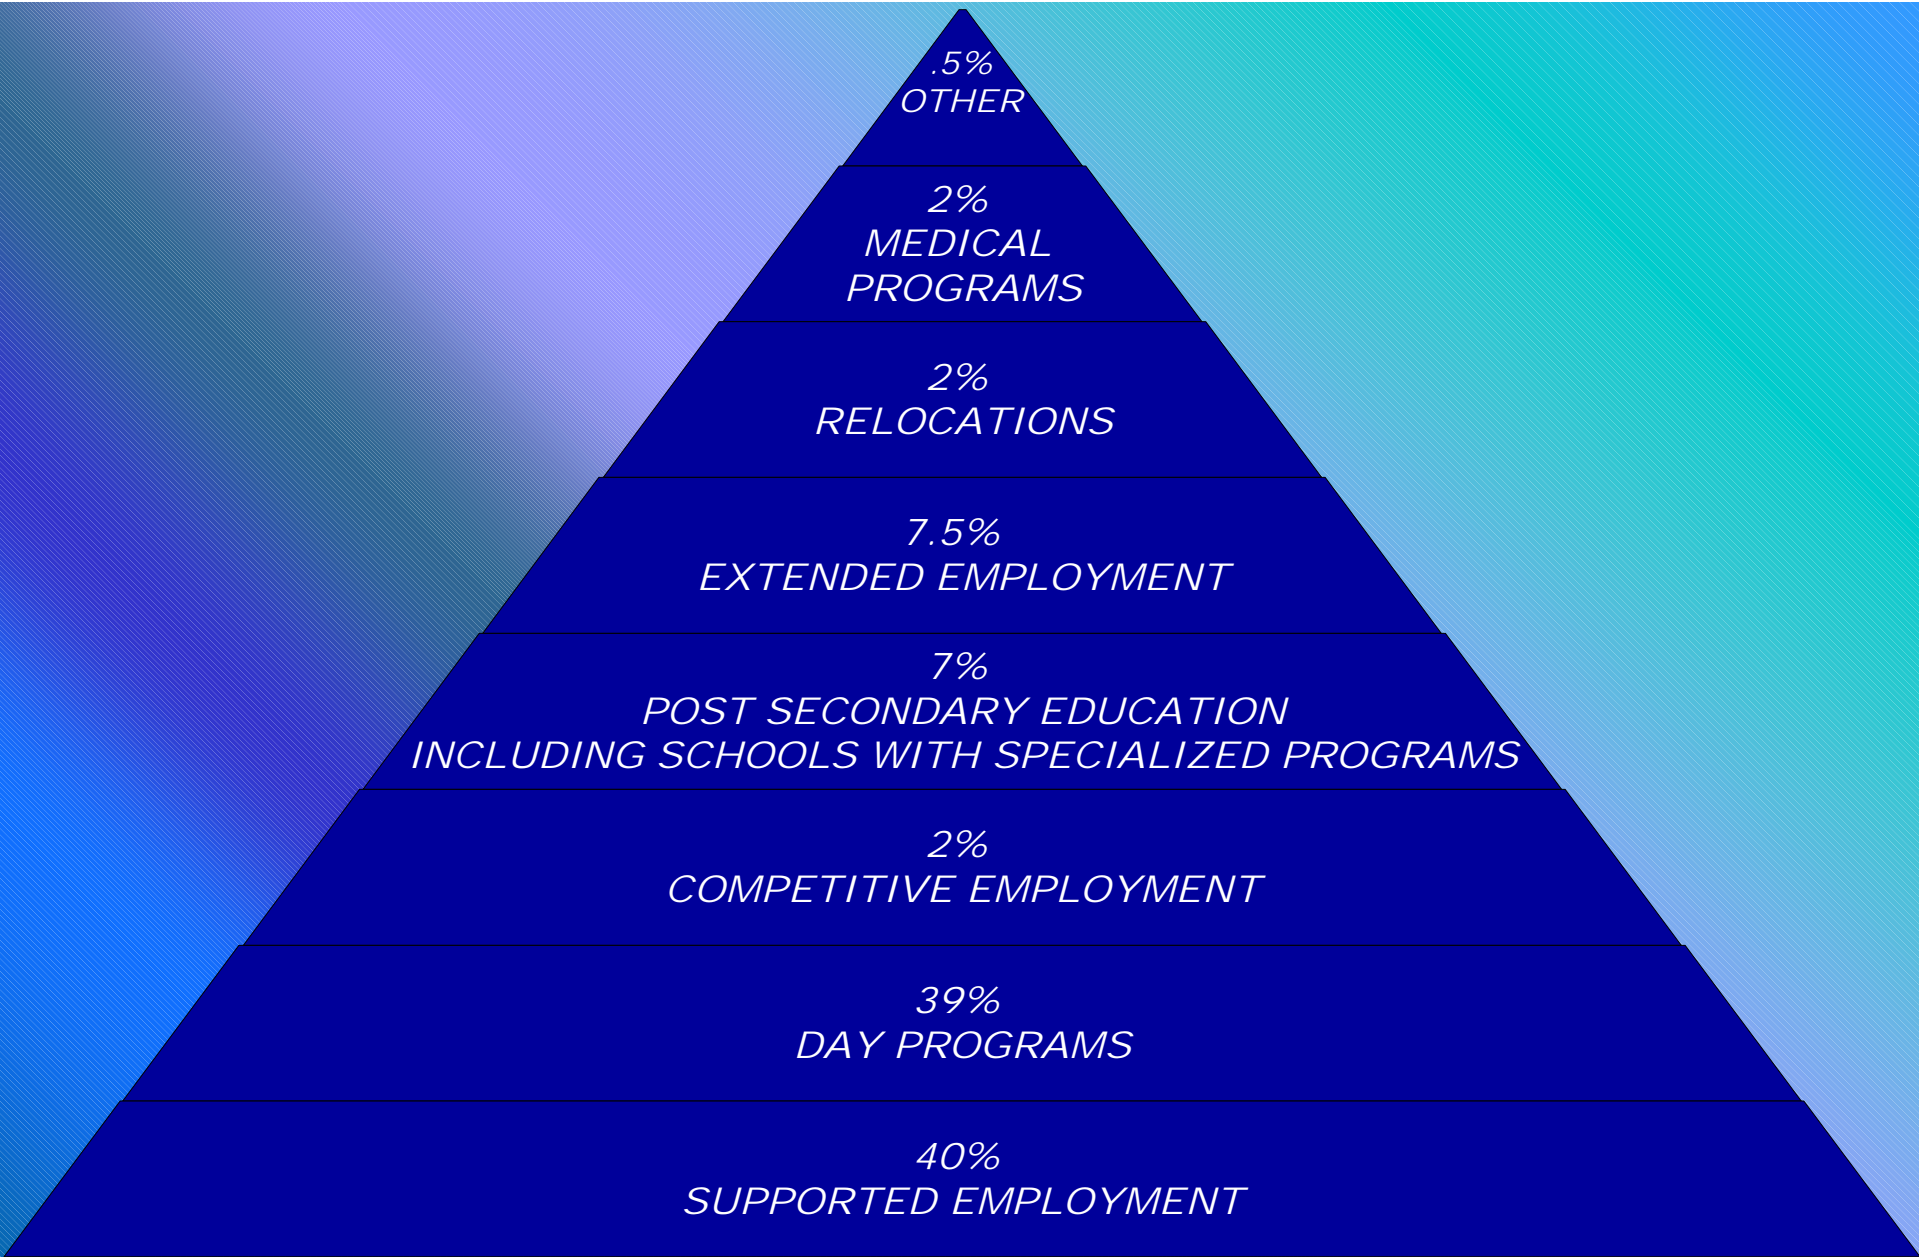 .5%
OTHER
2%
MEDICAL
PROGRAMS
2%
RELOCATIONS
7.5%
EXTENDED EMPLOYMENT
7%
POST SECONDARY EDUCATION
INCLUDING SCHOOLS WITH SPECIALIZED PROGRAMS
2%
COMPETITIVE EMPLOYMENT
39%
DAY PROGRAMS
40%
SUPPORTED EMPLOYMENT